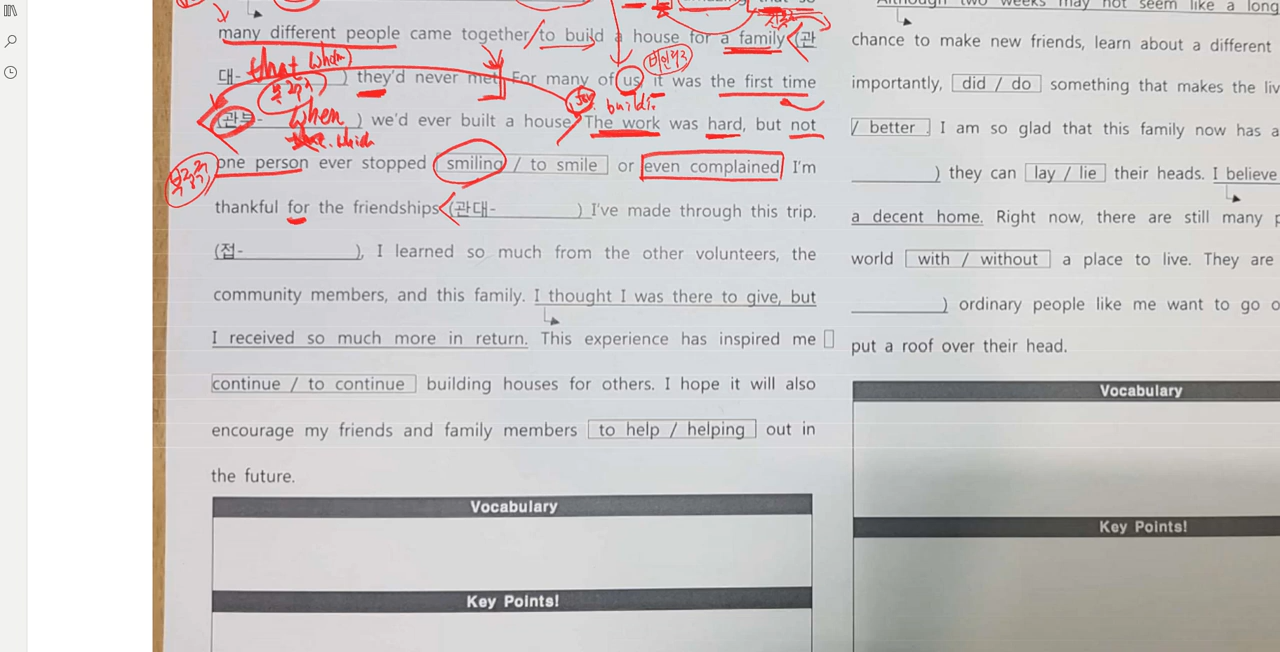 many different people came together/to build a house for a family (관
대- that (whom) ) they'd never met. For many of us, it was the first time
(관부- when ) we'd ever built a house. The work was hard, but not
one person ever stopped smiling / to smile or even complained I'm
thankful for the friendships (관대- ) I've made through this trip.
(접- ), I learned so much from the other volunteers, the
community members, and this family. I thought I was there to give, but
I received so much more in return. This experience has inspired me
continue / to continue building houses for others. I hope it will also
encourage my friends and family members to help / helping out in
the future.
Vocabulary
Key Points!
Although two weeks may not seem like a long
chance to make new friends, learn about a different
importantly, did / do something that makes the liv
/ better . I am so glad that this family now has a
) they can lay / lie their heads. I believe
a decent home. Right now, there are still many p
world with / without a place to live. They are
) ordinary people like me want to go o
put a roof over their head.
Vocabulary
Key Points!